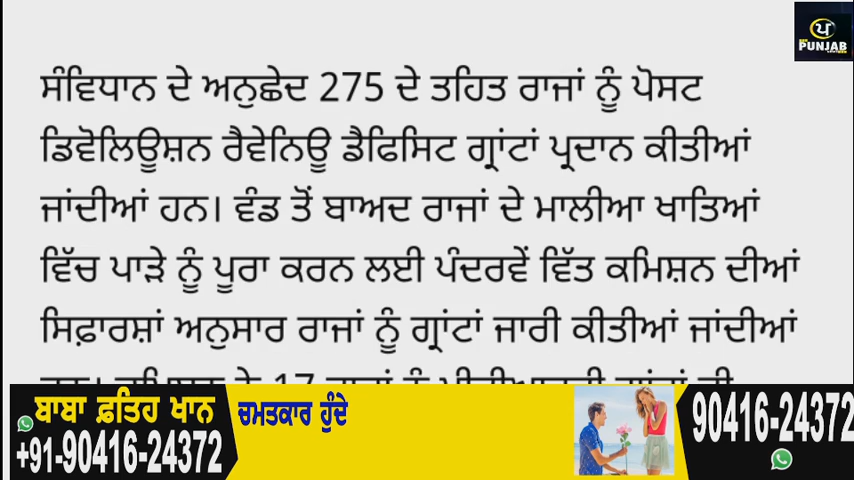 ਪ
PUNJAB
ਸੰਵਿਧਾਨ ਦੇ ਅਨੁਛੇਦ 275 ਦੇ ਤਹਿਤ ਰਾਜਾਂ ਨੂੰ ਪੋਸਟ
ਡਿਵੋਲਿਊਸ਼ਨ ਰੈਵੇਨਿਊ ਡੈਫਿਸਿਟ ਗ੍ਰਾਂਟਾਂ ਪ੍ਰਦਾਨ ਕੀਤੀਆਂ
ਜਾਂਦੀਆਂ ਹਨ। ਵੰਡ ਤੋਂ ਬਾਅਦ ਰਾਜਾਂ ਦੇ ਮਾਲੀਆ ਖਾਤਿਆਂ
ਵਿੱਚ ਪਾੜੇ ਨੂੰ ਪੂਰਾ ਕਰਨ ਲਈ ਪੰਦਰਵੇਂ ਵਿੱਤ ਕਮਿਸ਼ਨ ਦੀਆਂ
ਸਿਫ਼ਾਰਸ਼ਾਂ ਅਨੁਸਾਰ ਰਾਜਾਂ ਨੂੰ ਗ੍ਰਾਂਟਾਂ ਜਾਰੀ ਕੀਤੀਆਂ ਜਾਂਦੀਆਂ
ਬਾਬਾ ਫ਼ਤਿਹ ਖਾਨ
+91-90416-24372
ਚਮਤਕਾਰ ਹੁੰਦੇ
90416-24372